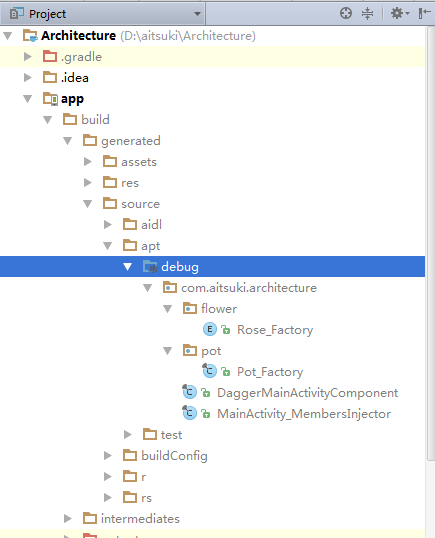 Project
Architecture (D:\aitsuki\Architecture)
.gradle
.idea
app
build
generated
assets
res
source
aidl
apt
debug
com.aitsuki.architecture
flower
E Rose_Factory
pot
C Pot_Factory
C DaggerMainActivityComponent
C MainActivity_MembersInjector
test
buildConfig
r
rs
intermediates